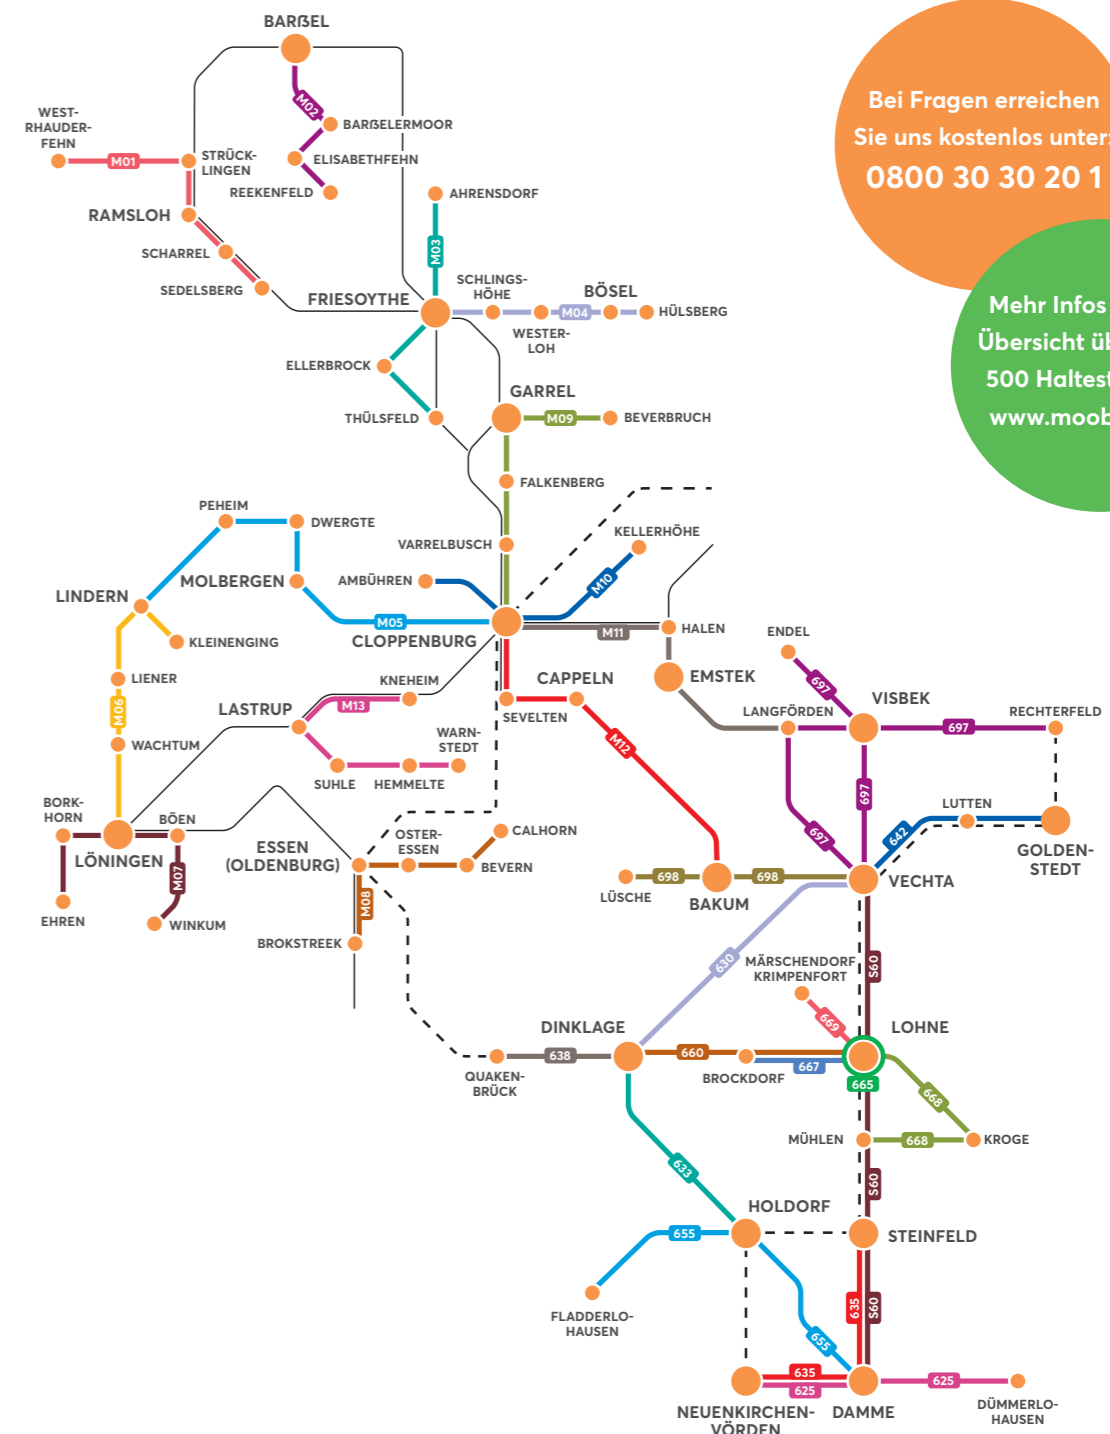 BARßEL
Bei Fragen erreichen
Sie uns kostenlos unter:
0800 30 30 20 1
M02
WEST-
RHAUDER-
FEHN
BARßELERMOOR
M01
STRÜCK-
LINGEN
ELISABETHFEHN
REEKENFELD
AHRENSDORF
RAMSLOH
M03
SCHARREL
SEDELSBERG
SCHLINGS-
HÖHE
BÖSEL
FRIESOYTHE
M04
HÜLSBERG
WESTER-
LOH
Mehr Infos
Übersicht
500
www.moob
ELLERBROCK
GARREL
THÜLSFELD
M09
BEVERBRUCH
FALKENBERG
PEHEIM
DWERGTE
VARRELBUSCH
KELLERHÖHE
MOLBERGEN
AMBÜHREN
M10
LINDERN
M05
CLOPPENBURG
M11
HALEN
KLEINENGING
ENDEL
LIENER
KNEHEIM
CAPPELN
EMSTEK
697
VISBEK
M06
LASTRUP
M13
SEVELTEN
LANGFÖRDEN
697
RECHTERFELD
WACHTUM
WARN-
STEDT
M12
SUHLE
HEMMELTE
697
BORK-
HORN
BÖEN
LÖNINGEN
ESSEN
(OLDENBURG)
OSTER-
ESSEN
CALHORN
BEVERN
697
642
LUTTEN
GOLDEN-
STEDT
M07
M08
LÜSCHE
698
BAKUM
698
VECHTA
EHREN
WINKUM
BROKSTREEK
630
MÄRSCHENDORF
KRIMPENFORT
S60
669
DINKLAGE
LOHNE
638
660
667
665
QUAKEN-
BRÜCK
BROCKDORF
668
MÜHLEN
668
KROGE
633
S60
HOLDORF
655
STEINFELD
FLADDERLO-
HAUSEN
635
S60
655
635
625
625
NEUENKIRCHEN-
VÖRDEN
DAMME
DÜMMERLO-
HAUSEN